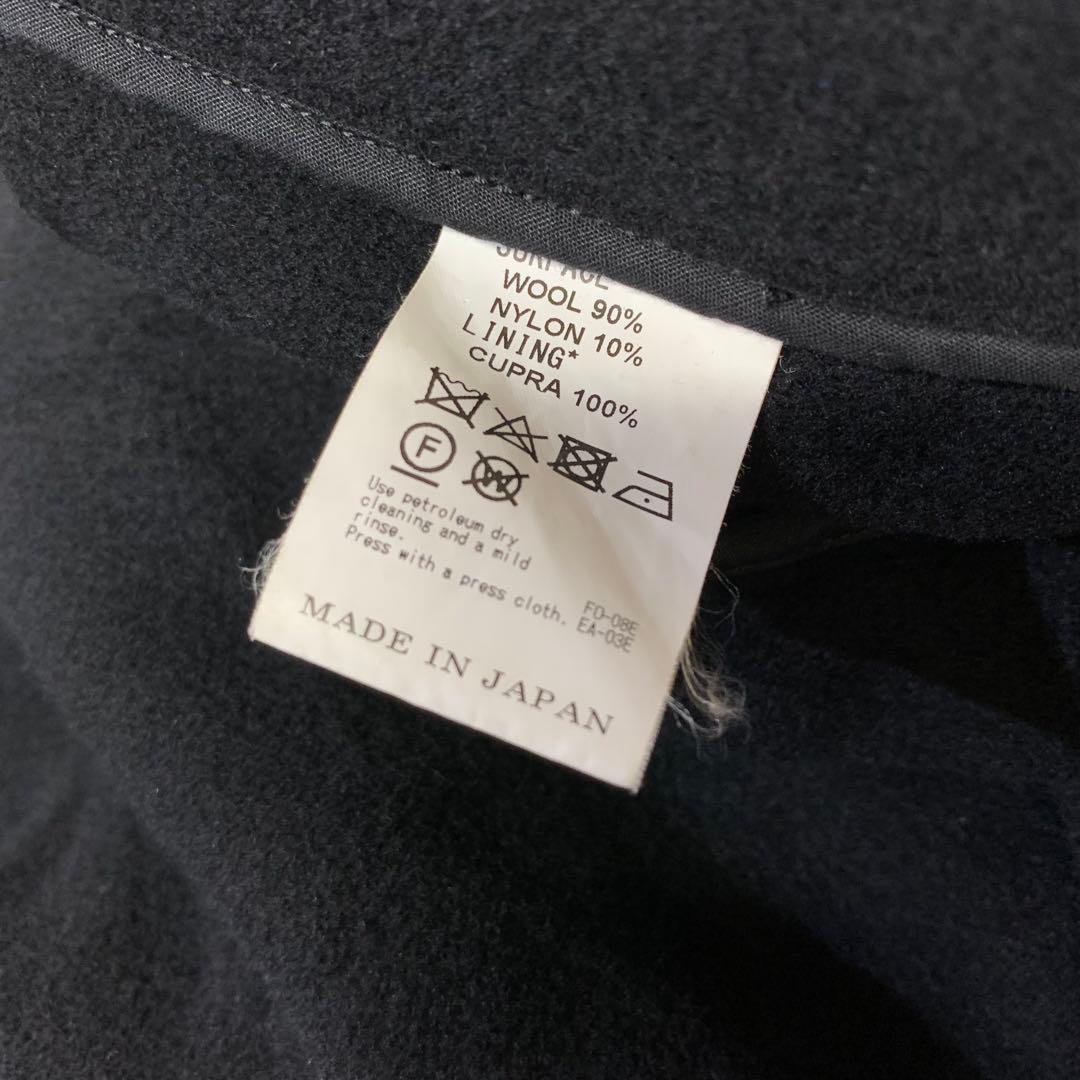 SURFACE
WOOL 90%
NYLON 10%
LINING*
CUPRA 100%
F W
Use petroleum dry
cleaning and a mild
rinse.
Press with a press cloth.
FO-08E
EA-03E
MADE IN JAPAN